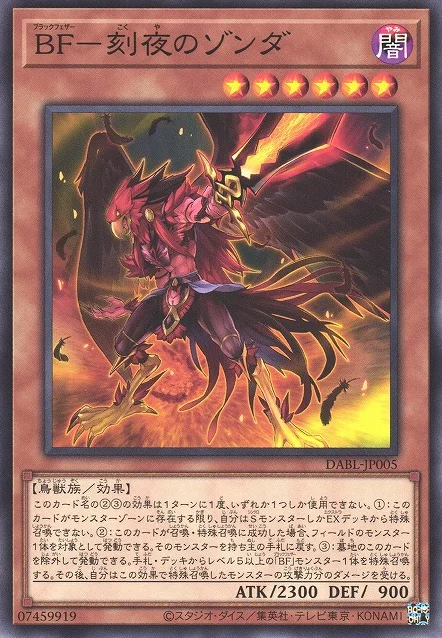 ブラックフェザー こく や
BF－刻夜のゾンダ
やみ
闇
DABL-JP005
【鳥獣族／効果】
このカード名の②③の効果は1ターンに1度、いずれか1つしか使用できない。①：この
カードがモンスターゾーンに存在する限り、自分はSモンスターしかEXデッキから特殊
召喚できない。②：このカードが召喚・特殊召喚に成功した場合、フィールドのモンスター
1体を対象として発動できる。そのモンスターを持ち主の手札に戻す。③：墓地のこのカード
を除外して発動できる。手札・デッキからレベル5以上の「BF」モンスター1体を特殊召喚
する。その後、自分はこの効果で特殊召喚したモンスターの攻撃力分のダメージを受ける。
ATK/2300 DEF/ 900
07459919
©スタジオ・ダイス／集英社・テレビ東京・KONAMI